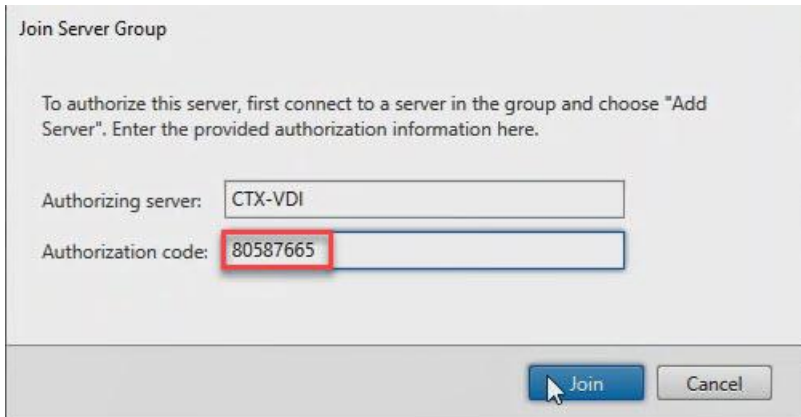 Join Server Group
To authorize this server, first connect to a server in the group and choose "Add
Server". Enter the provided authorization information here.
Authorizing server: CTX-VDI
Authorization code: 80587665
Join Cancel